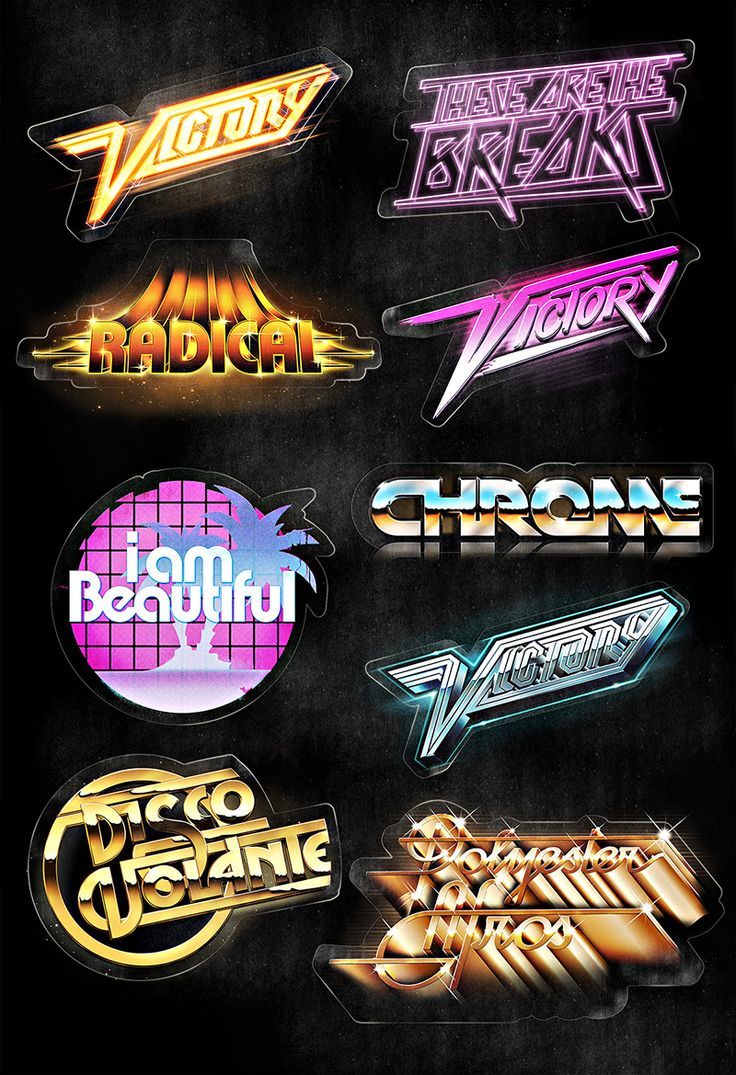 VICTORY
THESE ARE THE
BREAKS
RADICAL
VICTORY
i am
Beautiful
CHROME
VICTORY
DISCO
VOLANTE
Polyester
Afros